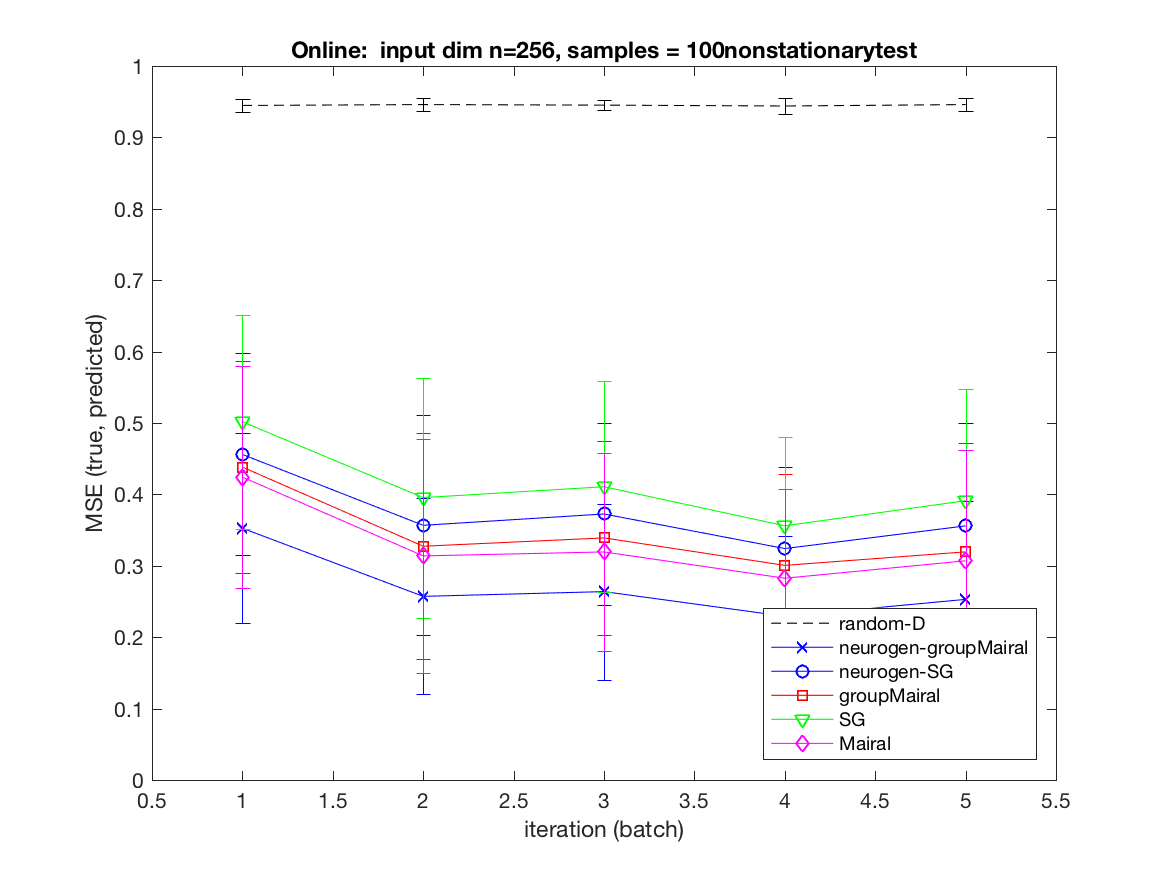 Online:  input dim n=256, samples = 100nonstationarytest
MSE (true, predicted)
1
0.9
0.8
0.7
0.6
0.5
0.4
0.3
0.2
0.1
0
random-D
neurogen-groupMairal
neurogen-SG
groupMairal
SG
Mairal
0.5 1 1.5 2 2.5 3 3.5 4 4.5 5 5.5
iteration (batch)